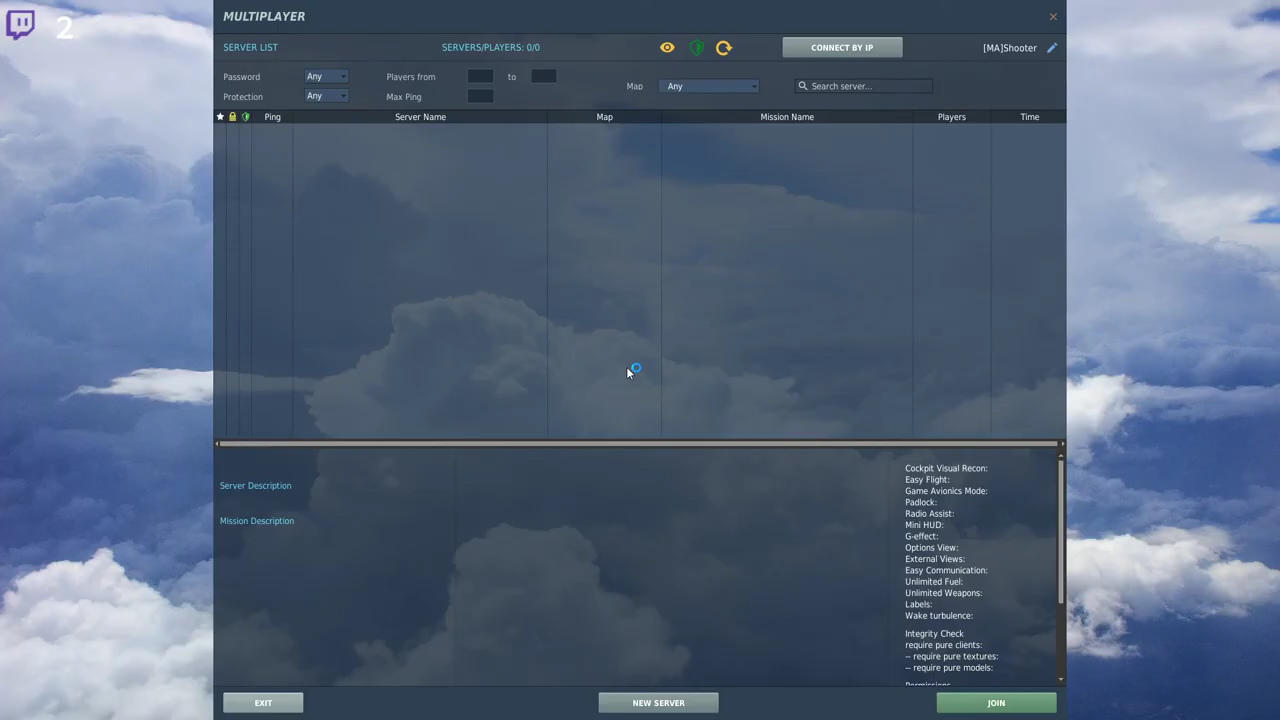 2
MULTIPLAYER
SERVER LIST
SERVERS/PLAYERS: 0/0
CONNECT BY IP
[MA]Shooter
Password
Any
Players from
to
Protection
Any
Max Ping
Map
Any
Search server...
Ping
Server Name
Map
Mission Name
Players
Time
Server Description
Mission Description
Cockpit Visual Recon:
Easy Flight:
Game Avionics Mode:
Padlock:
Radio Assist:
Mini HUD:
G-effect:
Options View:
External Views:
Easy Communication:
Unlimited Fuel:
Unlimited Weapons:
Labels:
Wake turbulence:
Integrity Check
require pure clients:
-- require pure textures:
-- require pure models:
EXIT
NEW SERVER
JOIN